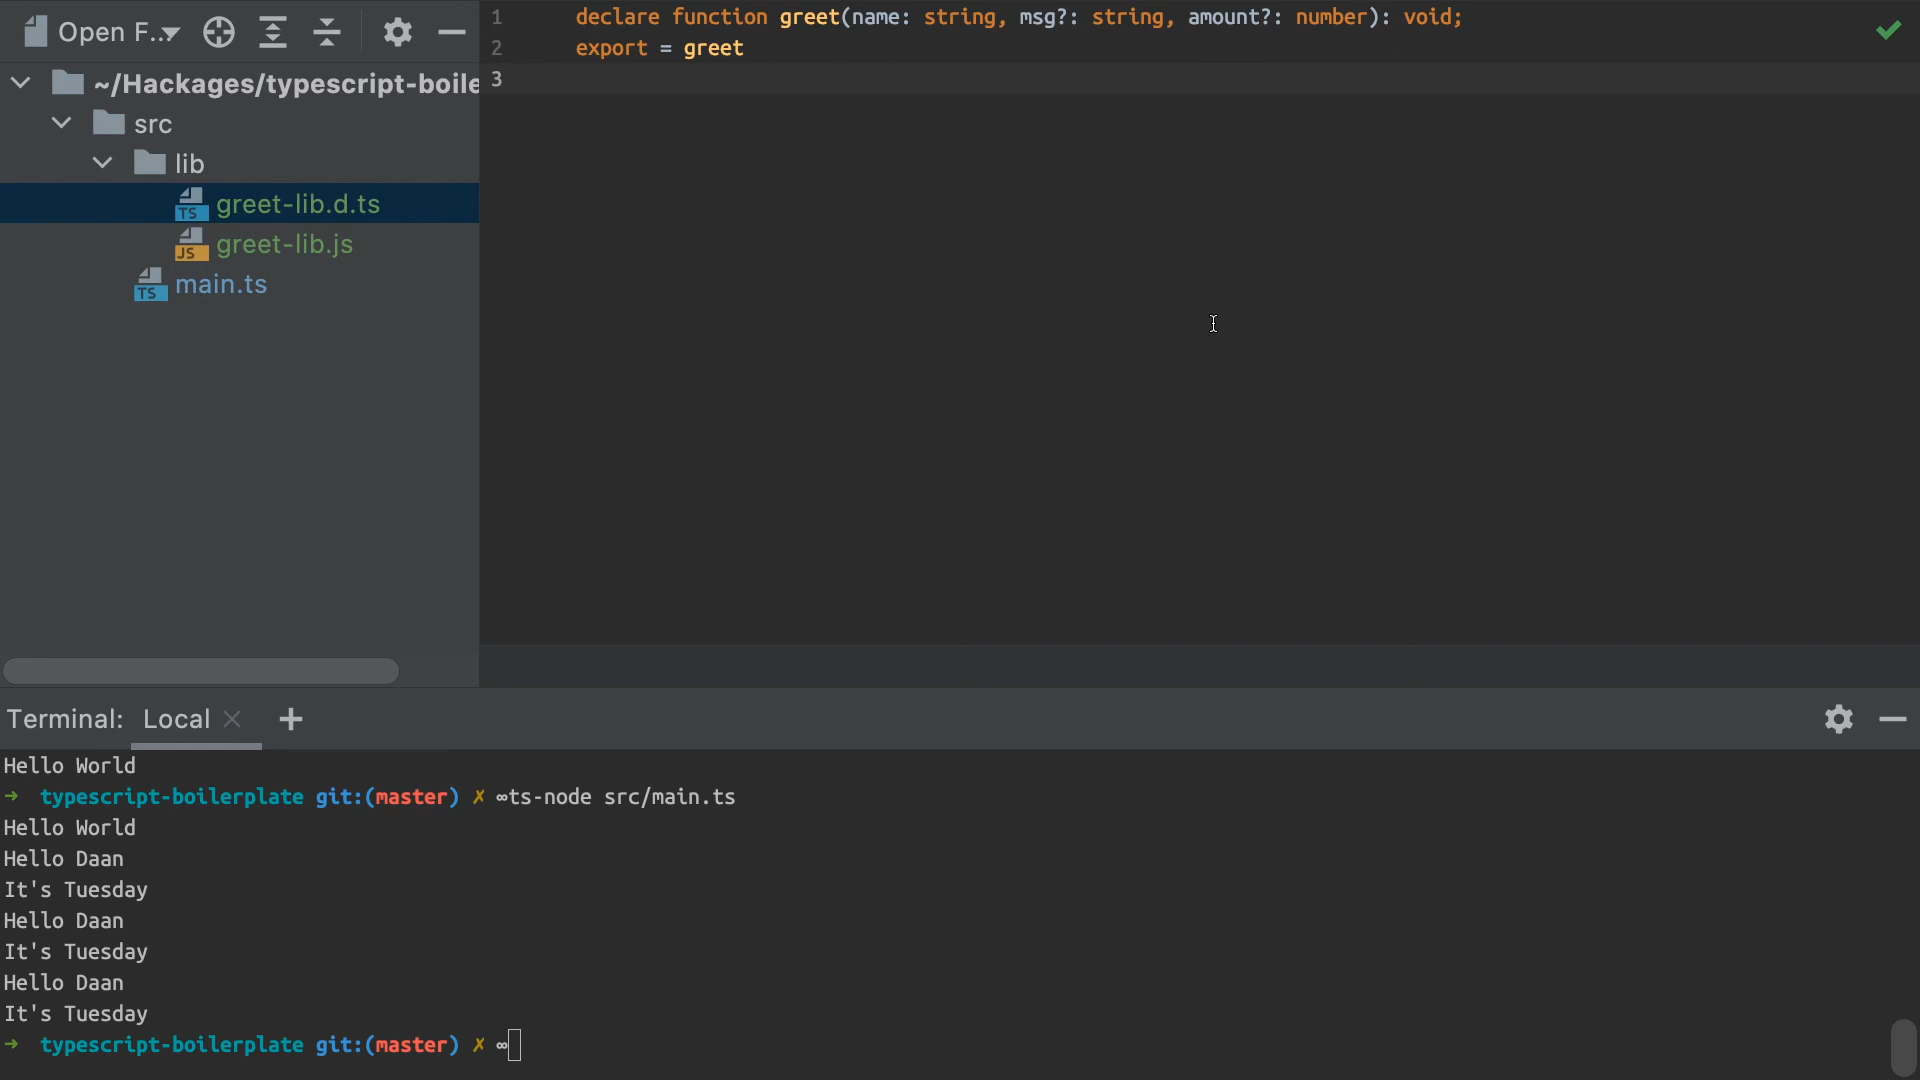 Open F...
~/Hackages/typescript-boile
src
lib
TS greet-lib.d.ts
JS greet-lib.js
TS main.ts
1 declare function greet(name: string, msg?: string, amount?: number): void;
2 export = greet
3
Terminal: Local
Hello World
→ typescript-boilerplate git:(master) ✗ ∞ts-node src/main.ts
Hello World
Hello Daan
It's Tuesday
Hello Daan
It's Tuesday
Hello Daan
It's Tuesday
→ typescript-boilerplate git:(master) ✗ ∞